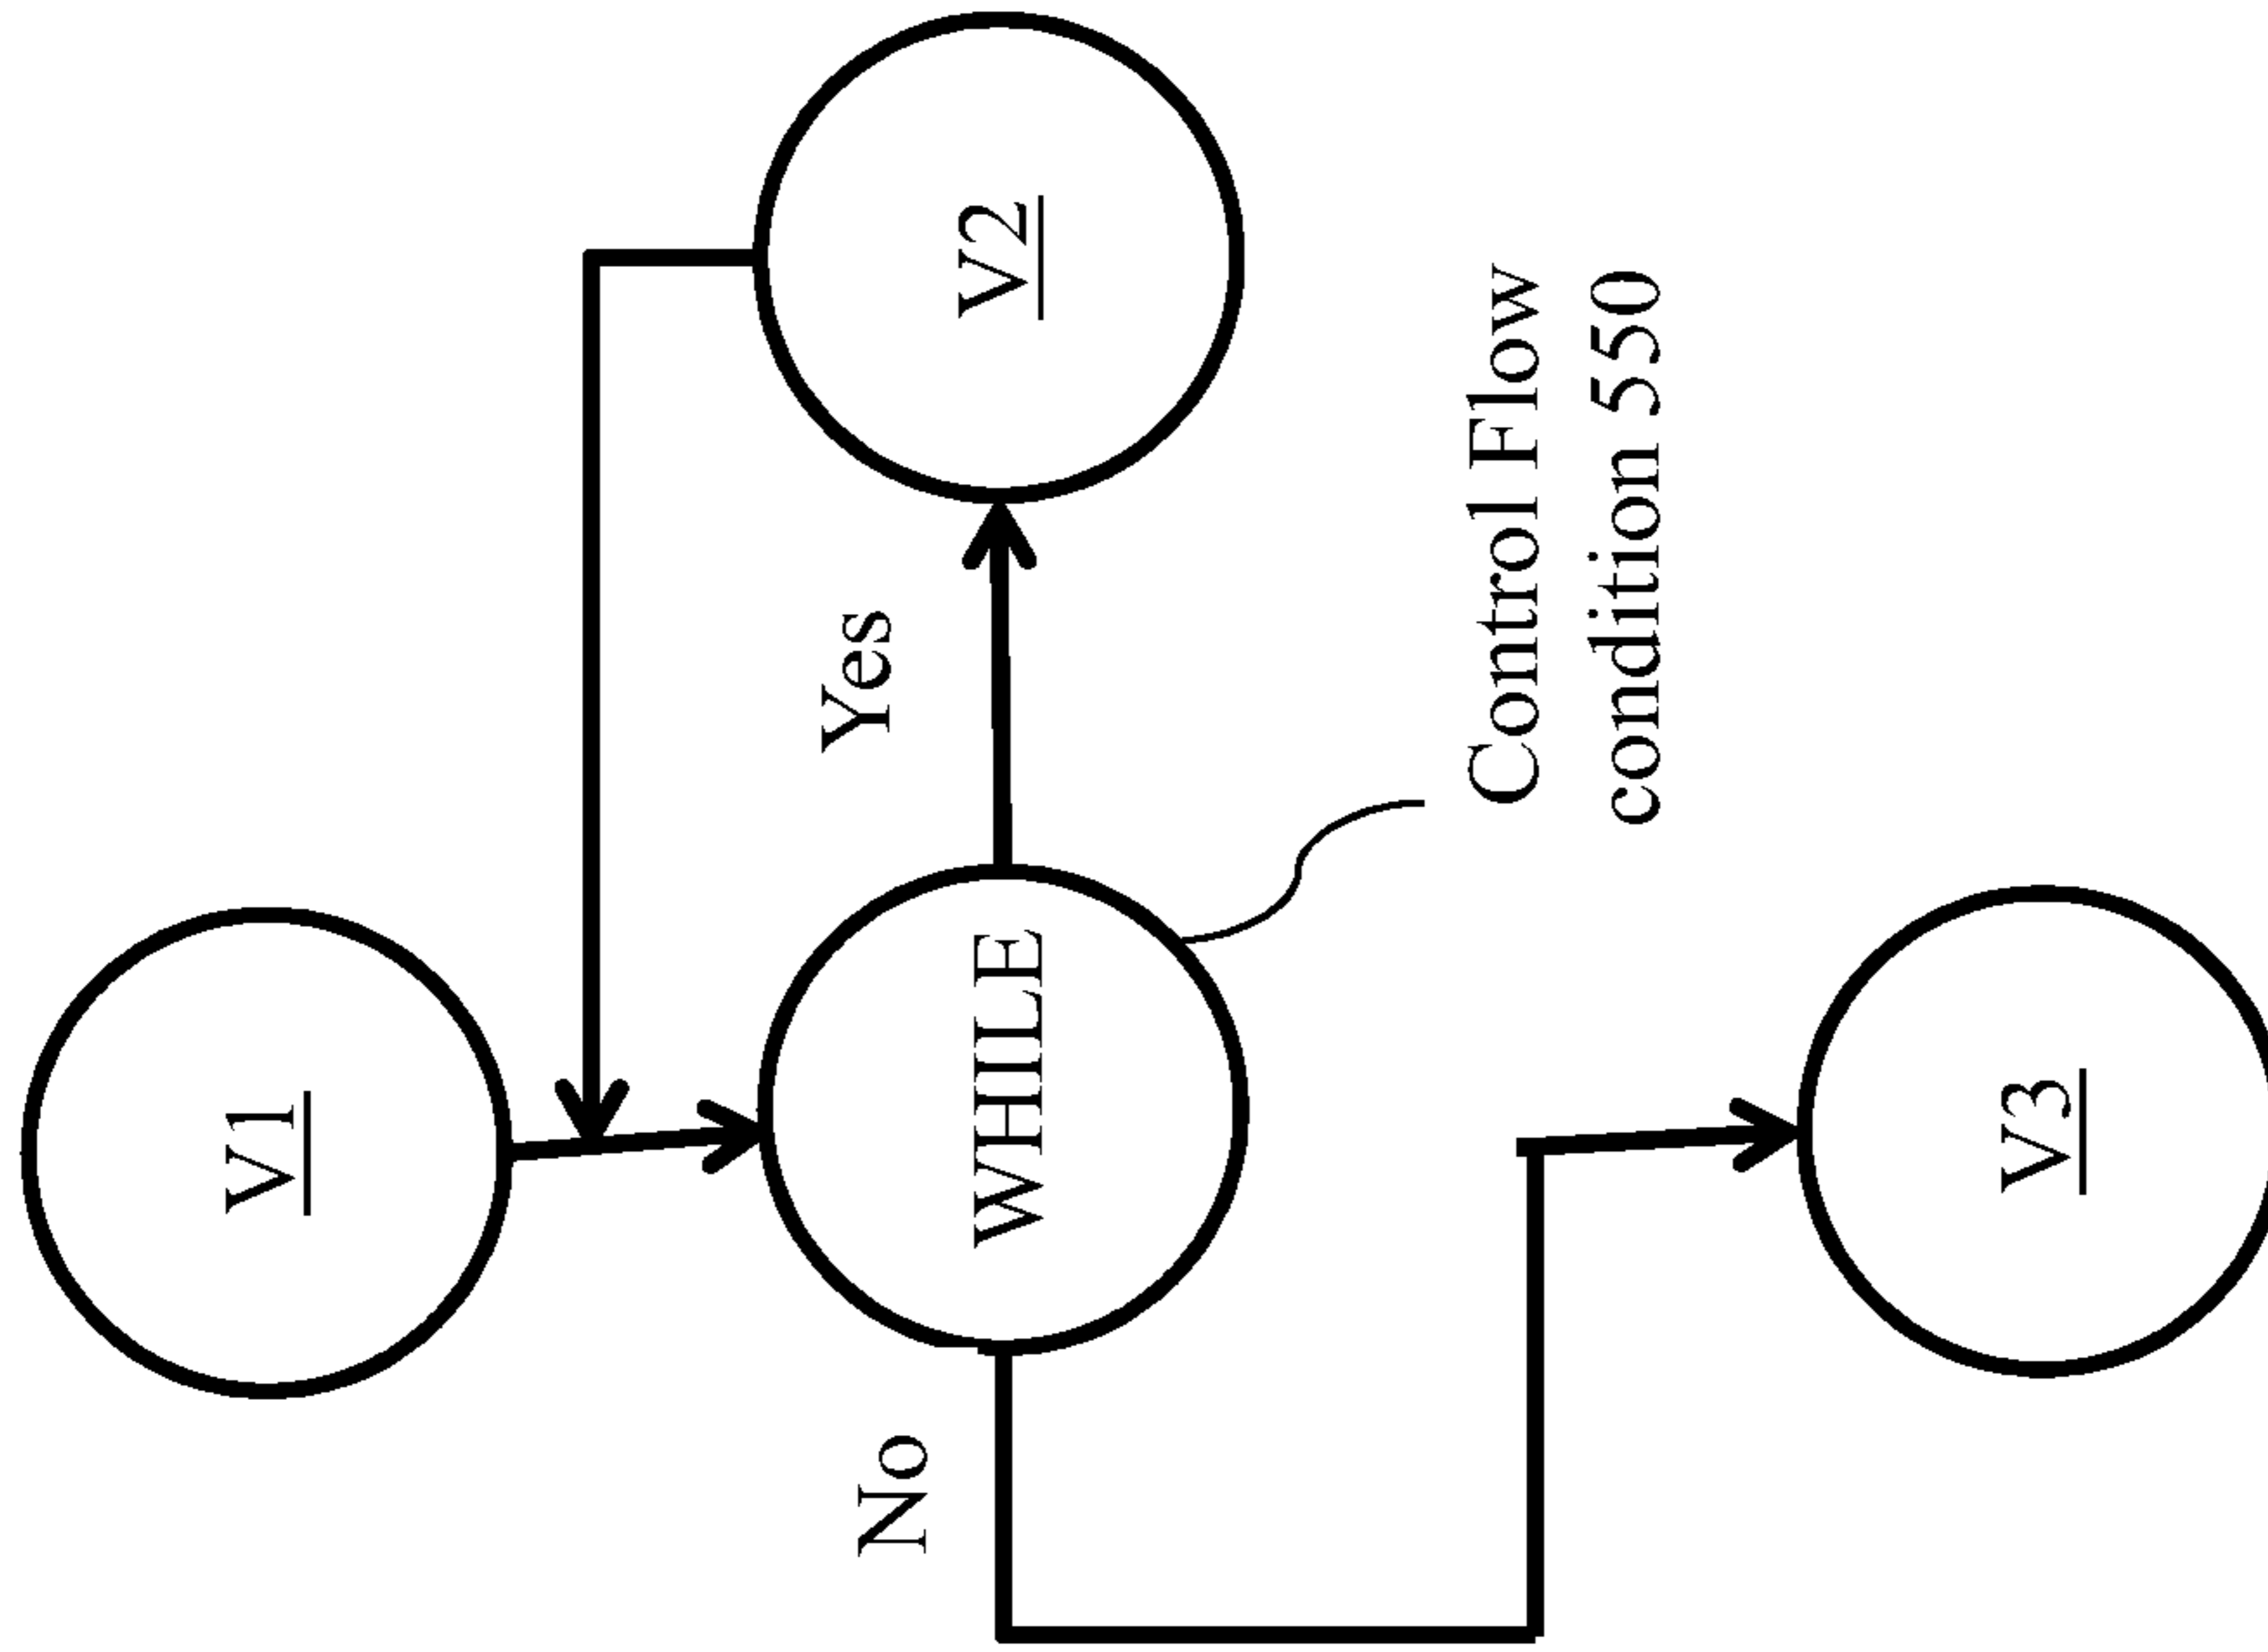 V1
WHILE
V3
No
Yes
V2
Control Flow
condition 550